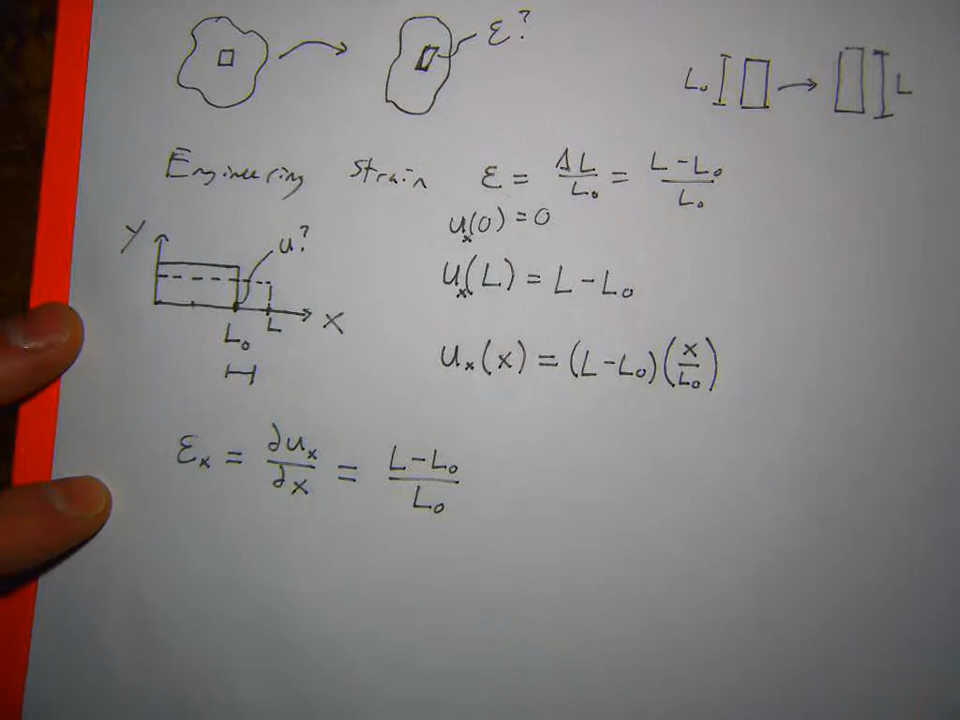 ε?
L₀ L
Engineering Strain ε = ΔL/L₀ = (L-L₀)/L₀
uₓ(0) = 0
Y u?
uₓ(L) = L-L₀
L₀ L X
uₓ(x) = (L-L₀)(x/L₀)
εₓ = ∂uₓ/∂x = (L-L₀)/L₀